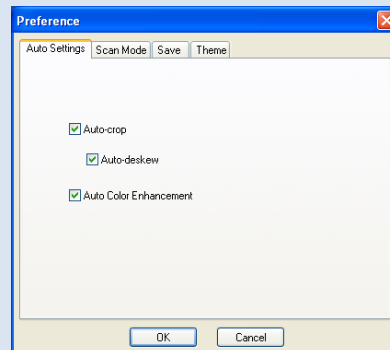 Preference
Auto Settings Scan Mode Save Theme
Auto-crop
Auto-deskew
Auto Color Enhancement
OK Cancel